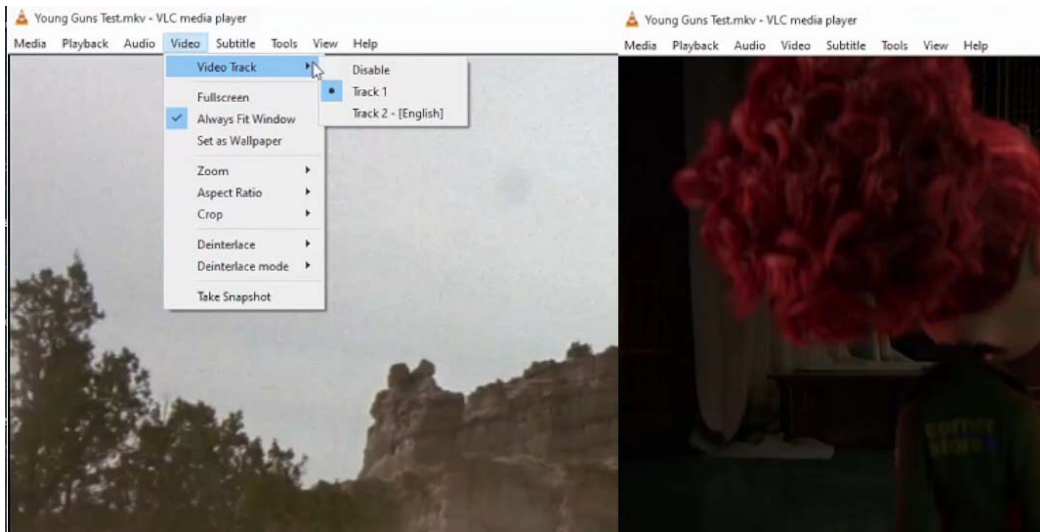 Young Guns Test.mkv - VLC media player
Media Playback Audio Video Subtitle Tools View Help
Video Track
Fullscreen
Always Fit Window
Set as Wallpaper
Zoom
Aspect Ratio
Crop
Deinterlace
Deinterlace mode
Take Snapshot
Disable
Track 1
Track 2 - [English]
Young Guns Test.mkv - VLC media player
Media Playback Audio Video Subtitle Tools View Help
corner
store